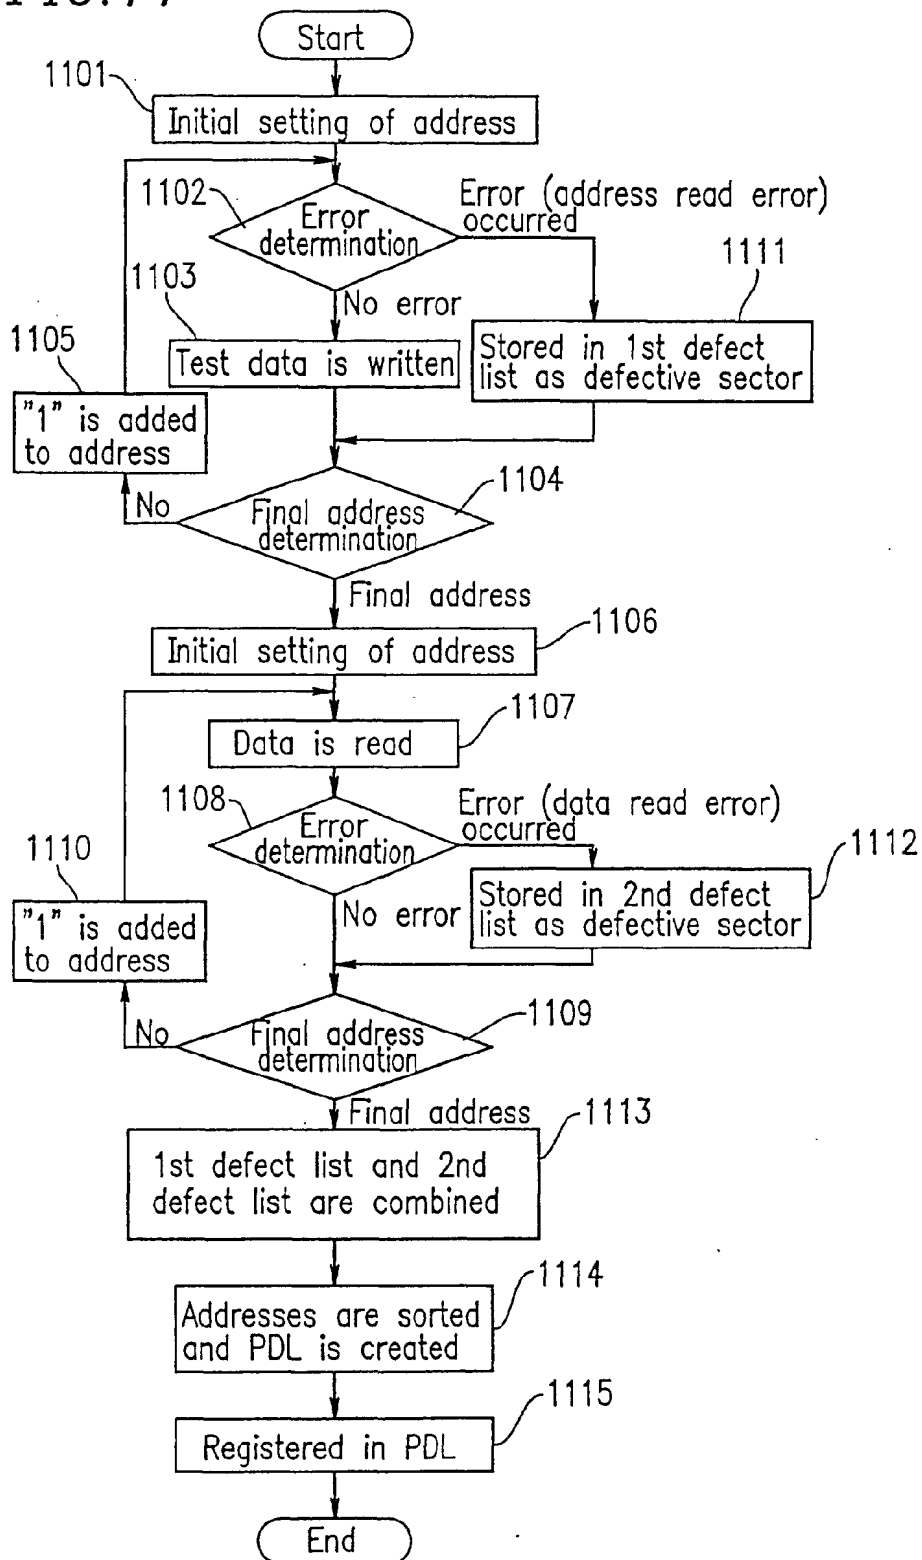 Start
1101
Initial setting of address
1102
Error
determination
Error (address read error)
occurred
1111
1103
No error
1105
Test data is written
Stored in 1st defect
list as defective sector
"1" is added
to address
1104
No
Final address
determination
Final address
1106
Initial setting of address
1107
Data is read
1108
Error
determination
Error (data read error)
occurred
1112
1110
No error
Stored in 2nd defect
list as defective sector
"1" is added
to address
1109
No
Final address
determination
Final address
1113
1st defect list and 2nd
defect list are combined
1114
Addresses are sorted
and PDL is created
1115
Registered in PDL
End